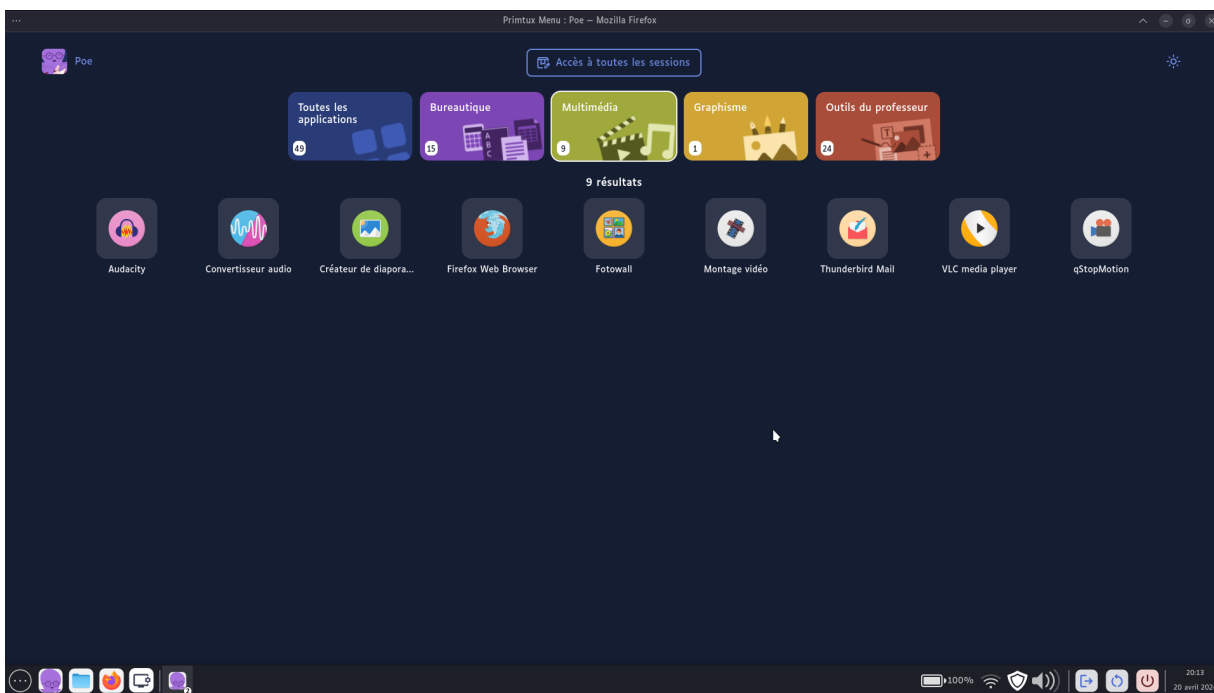 Primtux Menu : Poe — Mozilla Firefox
Poe
Accès à toutes les sessions
Toutes les
applications
49
Bureautique
15
Multimédia
9
Graphisme
1
Outils du professeur
24
9 résultats
Audacity
Convertisseur audio
Créateur de diapora...
Firefox Web Browser
Fotowall
Montage vidéo
Thunderbird Mail
VLC media player
qStopMotion
2
100%
20:13
20 avril